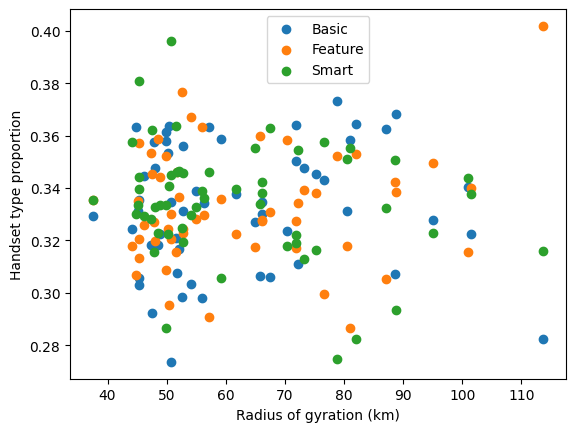 Basic
Feature
Smart
Handset type proportion
0.40
0.38
0.36
0.34
0.32
0.30
0.28
40 50 60 70 80 90 100 110
Radius of gyration (km)